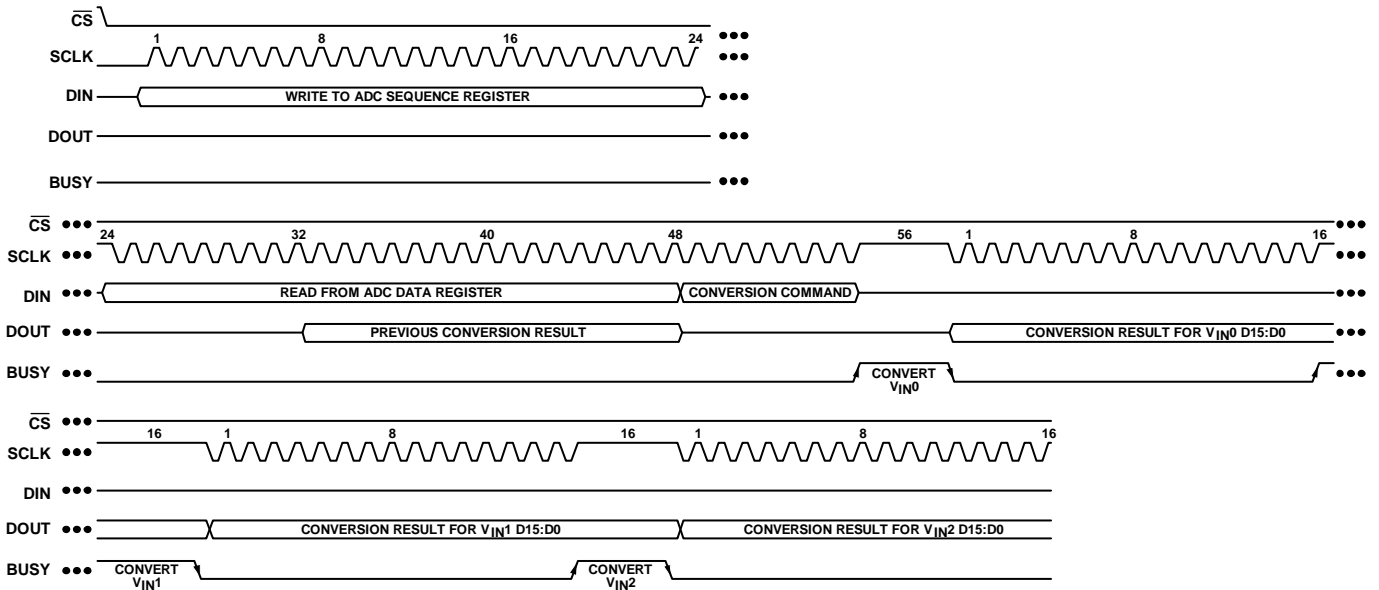 CS
1 8 16 24
SCLK
DIN WRITE TO ADC SEQUENCE REGISTER
DOUT
BUSY
CS
24 32 40 48 56 1 8 16
SCLK
DIN READ FROM ADC DATA REGISTER CONVERSION COMMAND
DOUT PREVIOUS CONVERSION RESULT CONVERSION RESULT FOR VIN0 D15:D0
BUSY CONVERT VIN0
CS
16 1 8 16 1 8 16
SCLK
DIN
DOUT CONVERSION RESULT FOR VIN1 D15:D0 CONVERSION RESULT FOR VIN2 D15:D0
BUSY CONVERT VIN1 CONVERT VIN2